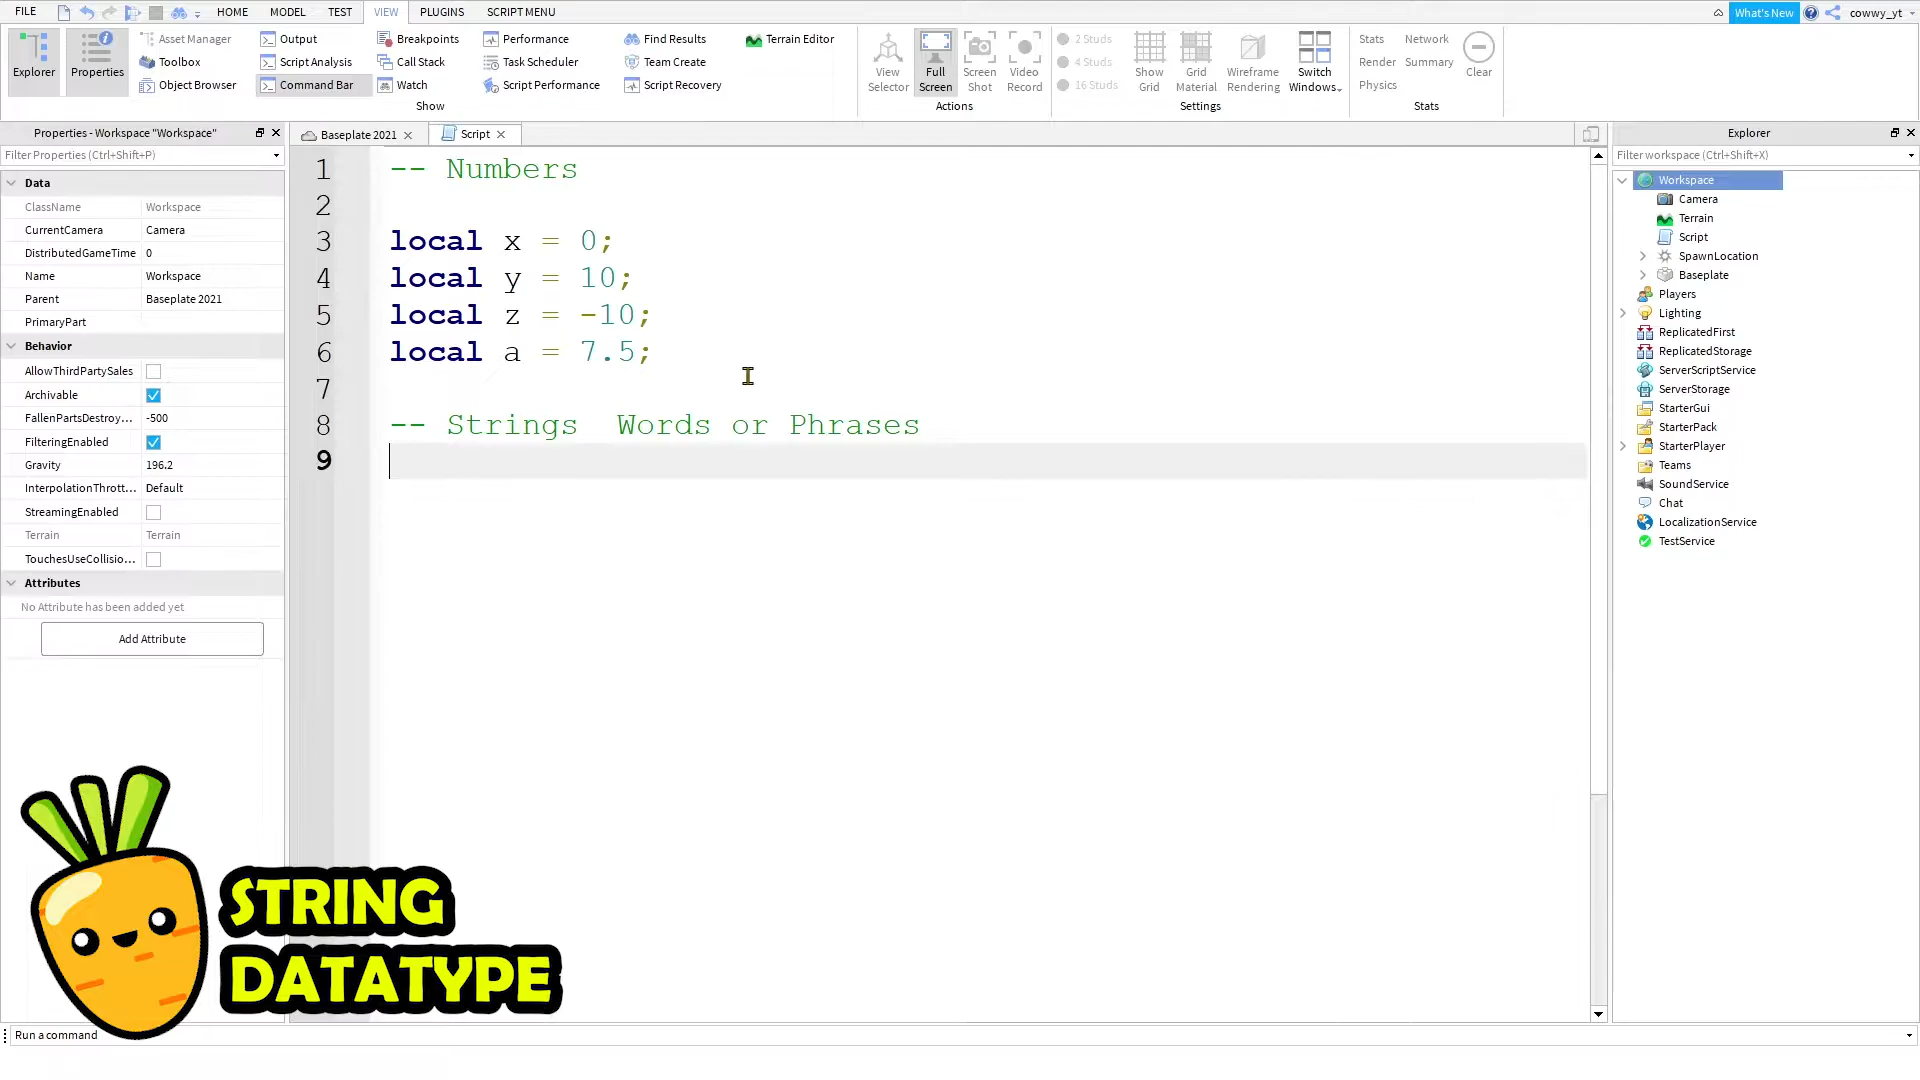 FILE HOME MODEL TEST VIEW PLUGINS SCRIPT MENU What's New cowwy_yt
Explorer
Properties
Asset Manager
Toolbox
Object Browser
Output
Script Analysis
Command Bar
Breakpoints
Call Stack
Watch
Performance
Task Scheduler
Script Performance
Find Results
Team Create
Script Recovery
Terrain Editor
Show
View Selector
Full Screen
Screen Shot
Video Record
Actions
2 Studs
4 Studs
16 Studs
Show Grid
Grid Material
Wireframe Rendering
Switch Windows
Settings
Stats
Render
Physics
Network
Summary
Clear
Stats
Properties - Workspace "Workspace"
Filter Properties (Ctrl+Shift+P)
Data
ClassName Workspace
CurrentCamera Camera
DistributedGameTime 0
Name Workspace
Parent Baseplate 2021
PrimaryPart
Behavior
AllowThirdPartySales
Archivable
FallenPartsDestroy... -500
FilteringEnabled
Gravity 196.2
InterpolationThrott... Default
StreamingEnabled
Terrain Terrain
TouchesUseCollisio...
Attributes
No Attribute has been added yet
Add Attribute
Baseplate 2021
Script
1 -- Numbers
2
3 local x = 0;
4 local y = 10;
5 local z = -10;
6 local a = 7.5;
7
8 -- Strings  Words or Phrases
9
Explorer
Filter workspace (Ctrl+Shift+X)
Workspace
Camera
Terrain
Script
SpawnLocation
Baseplate
Players
Lighting
ReplicatedFirst
ReplicatedStorage
ServerScriptService
ServerStorage
StarterGui
StarterPack
StarterPlayer
Teams
SoundService
Chat
LocalizationService
TestService
STRING
DATATYPE
Run a command